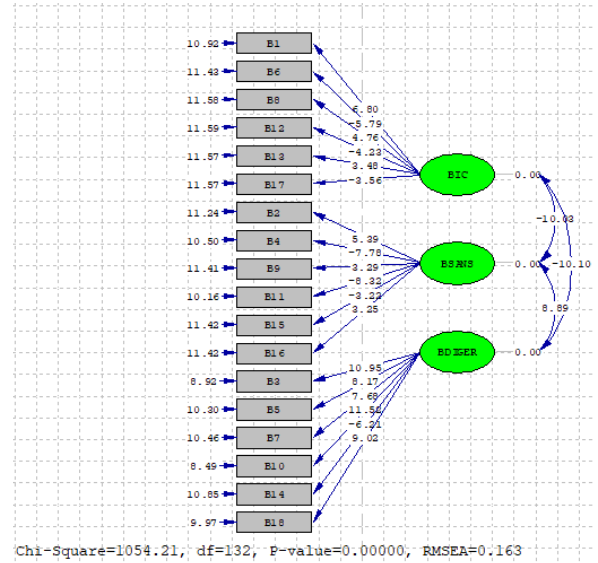 10.92 B1
11.43 B6
6.80
11.58 B8
-5.79
4.76
11.59 B12
-4.23
11.57 B13
3.48
11.57 B17
-3.56
BIC 0.00
11.24 B2
-10.03
10.50 B4
5.39
-7.78
11.41 B9
3.29
BSANS 0.00
-10.10
-8.32
10.16 B11
-3.22
11.42 B15
3.25
8.89
11.42 B16
BDIGER 0.00
8.92 B3
10.95
8.17
10.30 B5
7.68
11.50
10.46 B7
-6.21
9.02
8.49 B10
10.85 B14
9.97 B18
Chi-Square=1054.21, df=132, P-value=0.00000, RMSEA=0.163